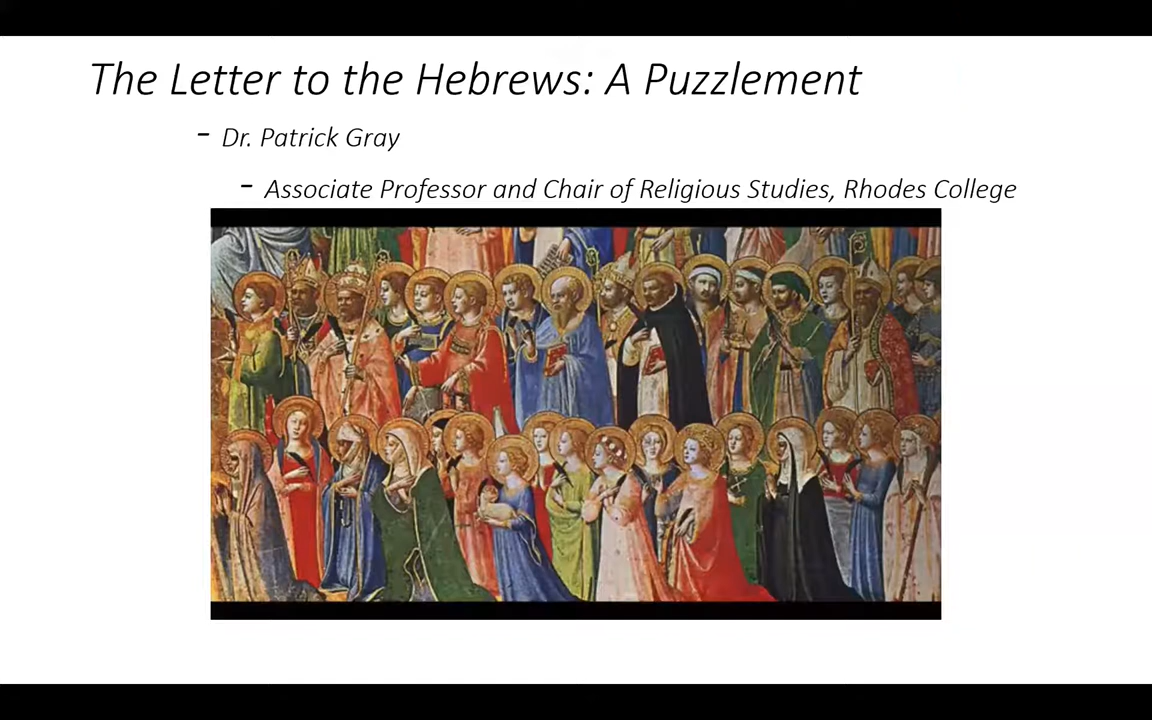 The Letter to the Hebrews: A Puzzlement
- Dr. Patrick Gray
- Associate Professor and Chair of Religious Studies, Rhodes College